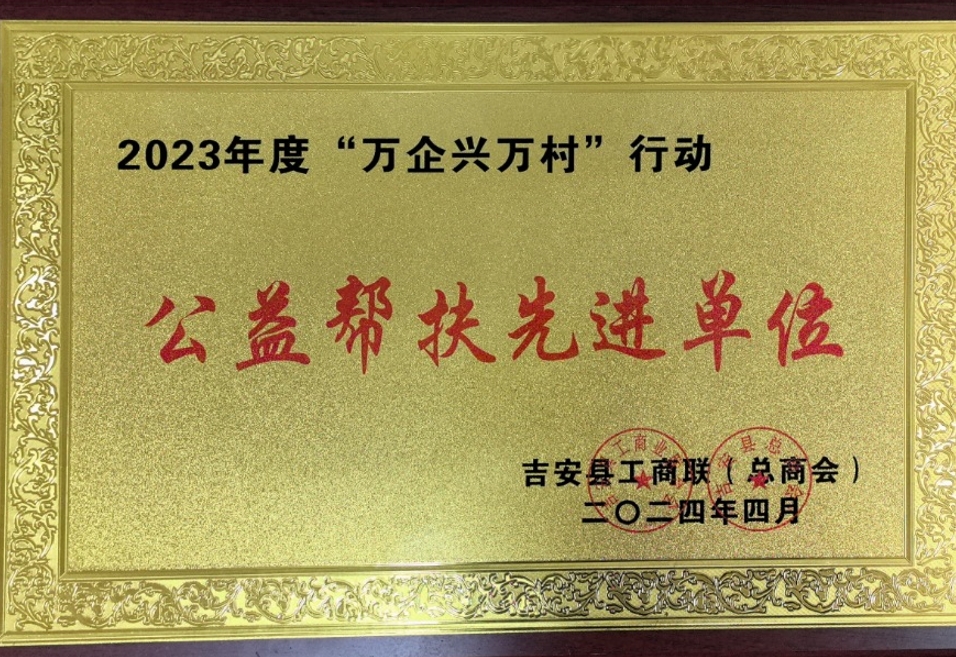 2023年度“万企兴万村”行动
公益帮扶先进单位
吉安县工商联（总商会）
二〇二四年四月